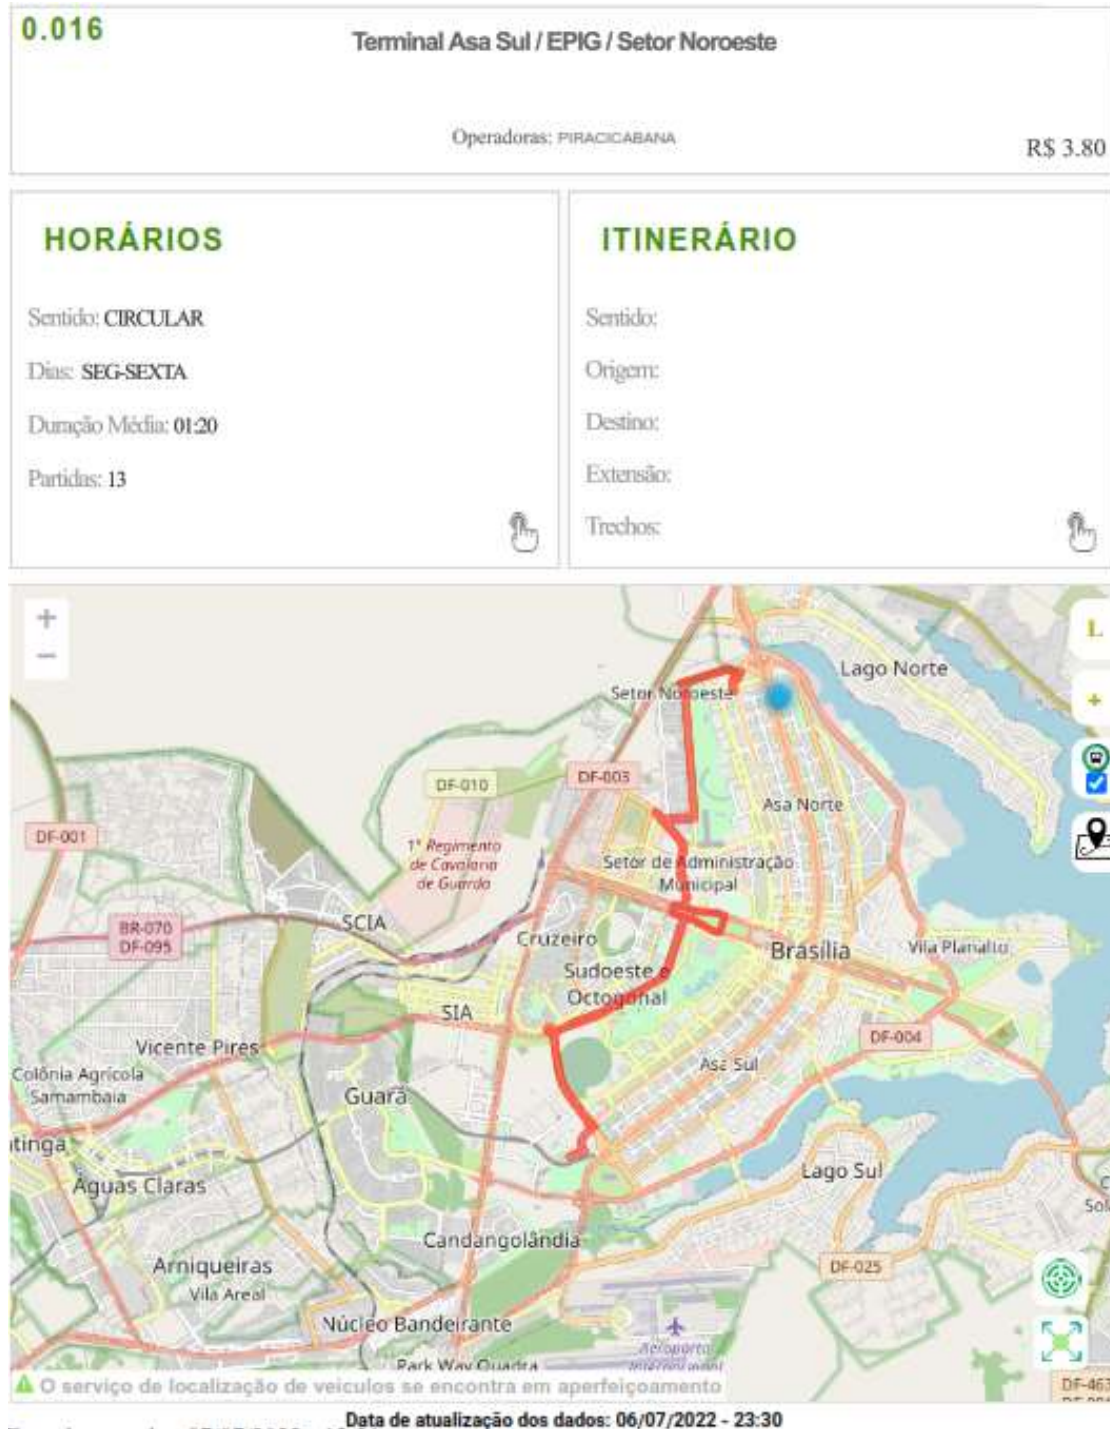 0.016
Terminal Asa Sul / EPIG / Setor Noroeste
Operadoras: PIRACICABANA
R$ 3.80
HORÁRIOS
Sentido: CIRCULAR
Dias: SEG-SEXTA
Duração Média: 01:20
Partidas: 13
ITINERÁRIO
Sentido:
Origem:
Destino:
Extensão:
Trechos:
+
−
L
+
Lago Norte
Setor Noroeste
DF-003
DF-010
Asa Norte
DF-001
1° Regimento
de Cavalaria
de Guarda
Setor de Administração
Municipal
BR-070
DF-095
SCIA
Cruzeiro
Brasília
Vila Planalto
Sudoeste e
Octogonal
SIA
DF-004
Vicente Pires
Asa Sul
Colônia Agrícola
Samambaia
Guará
tinga
Lago Sul
Águas Claras
Candangolândia
Arniqueiras
DF-025
Vila Areal
Núcleo Bandeirante
Aeroporto
Park Way Quadra
DF-463
O serviço de localização de veículos se encontra em aperfeiçoamento
Data de atualização dos dados: 06/07/2022 - 23:30